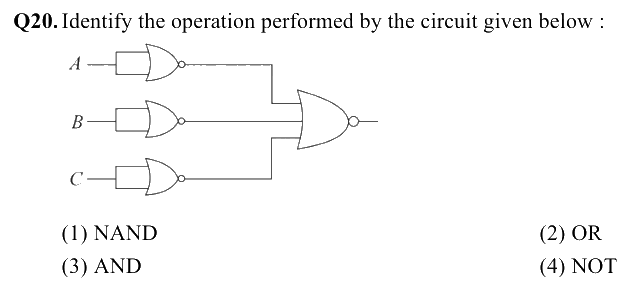 Q20. Identify the operation performed by the circuit given below :
A
B
C
(1) NAND (2) OR
(3) AND (4) NOT